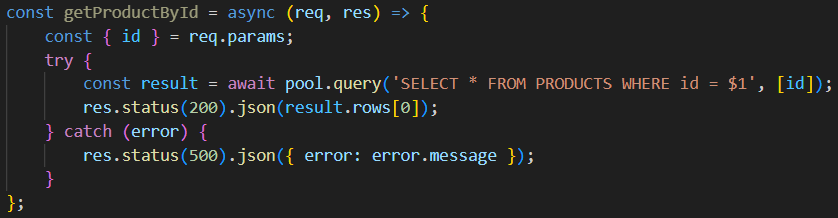 const getProductById = async (req, res) => {
    const { id } = req.params;
    try {
        const result = await pool.query('SELECT * FROM PRODUCTS WHERE id = $1', [id]);
        res.status(200).json(result.rows[0]);
    } catch (error) {
        res.status(500).json({ error: error.message });
    }
};